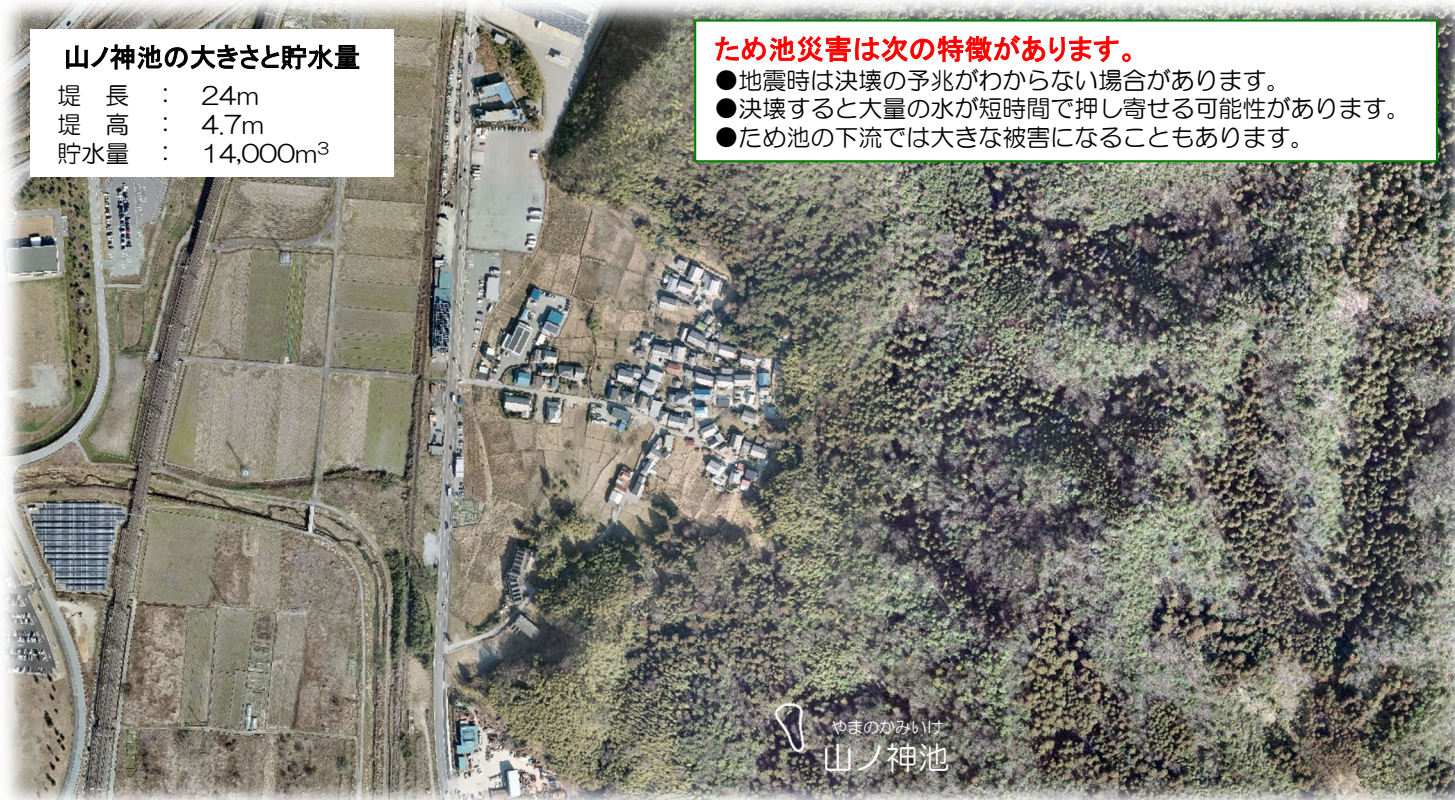 山ノ神池の大きさと貯水量
堤　長　：　24m
堤　高　：　4.7m
貯水量　：　14,000m³
ため池災害は次の特徴があります。
●地震時は決壊の予兆がわからない場合があります。
●決壊すると大量の水が短時間で押し寄せる可能性があります。
●ため池の下流では大きな被害になることもあります。
やまのかみいけ
山ノ神池